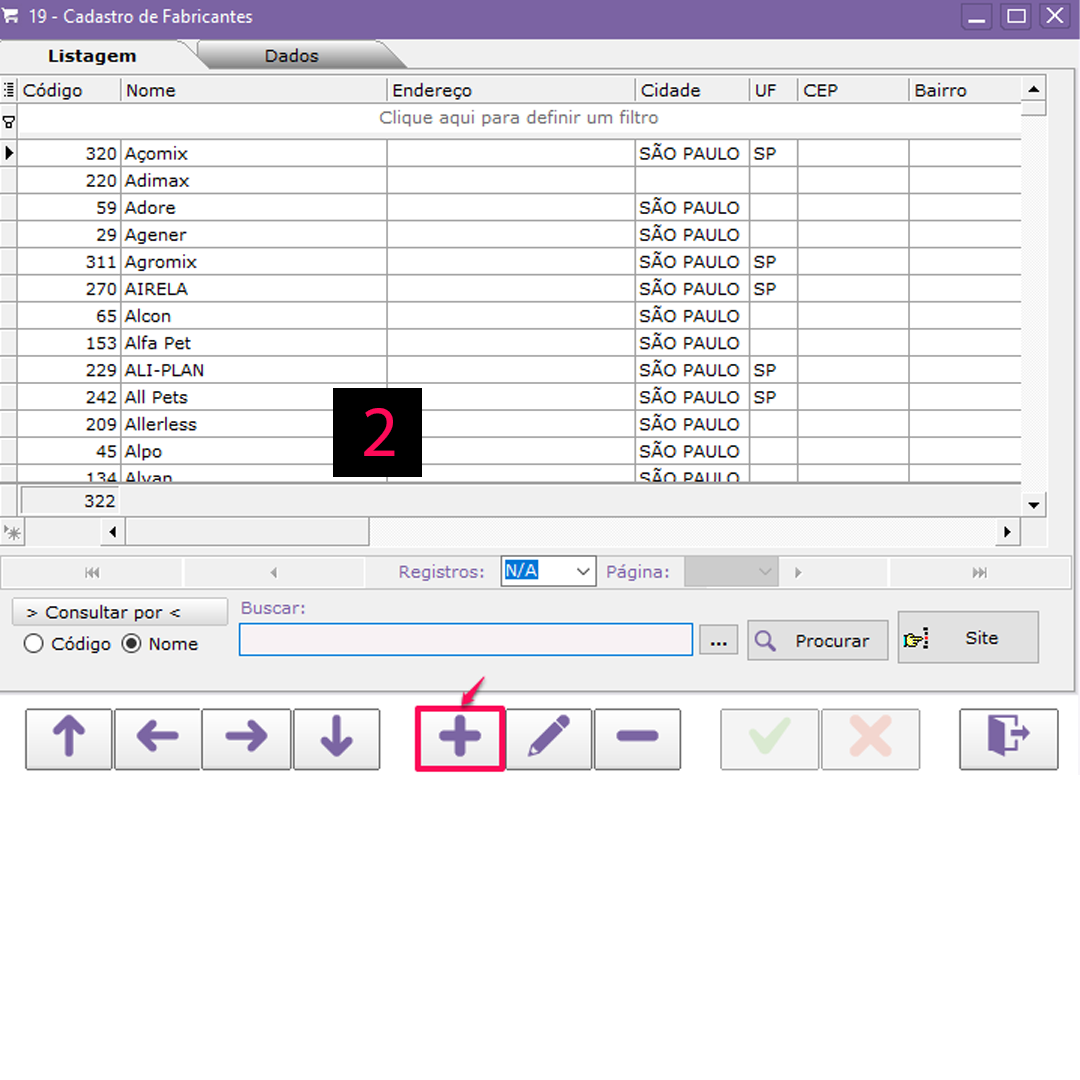 19 - Cadastro de Fabricantes
Listagem Dados
Código Nome Endereço Cidade UF CEP Bairro
Clique aqui para definir um filtro
320 Açomix SÃO PAULO SP
220 Adimax
59 Adore SÃO PAULO
29 Agener SÃO PAULO
311 Agromix SÃO PAULO SP
270 AIRELA SÃO PAULO SP
65 Alcon SÃO PAULO
153 Alfa Pet SÃO PAULO
229 ALI-PLAN SÃO PAULO SP
242 All Pets SÃO PAULO SP
209 Allerless SÃO PAULO
45 Alpo SÃO PAULO
134 Alvan SÃO PAULO
2
322
Registros: N/A Página:
> Consultar por < Buscar:
Código Nome ... Procurar Site